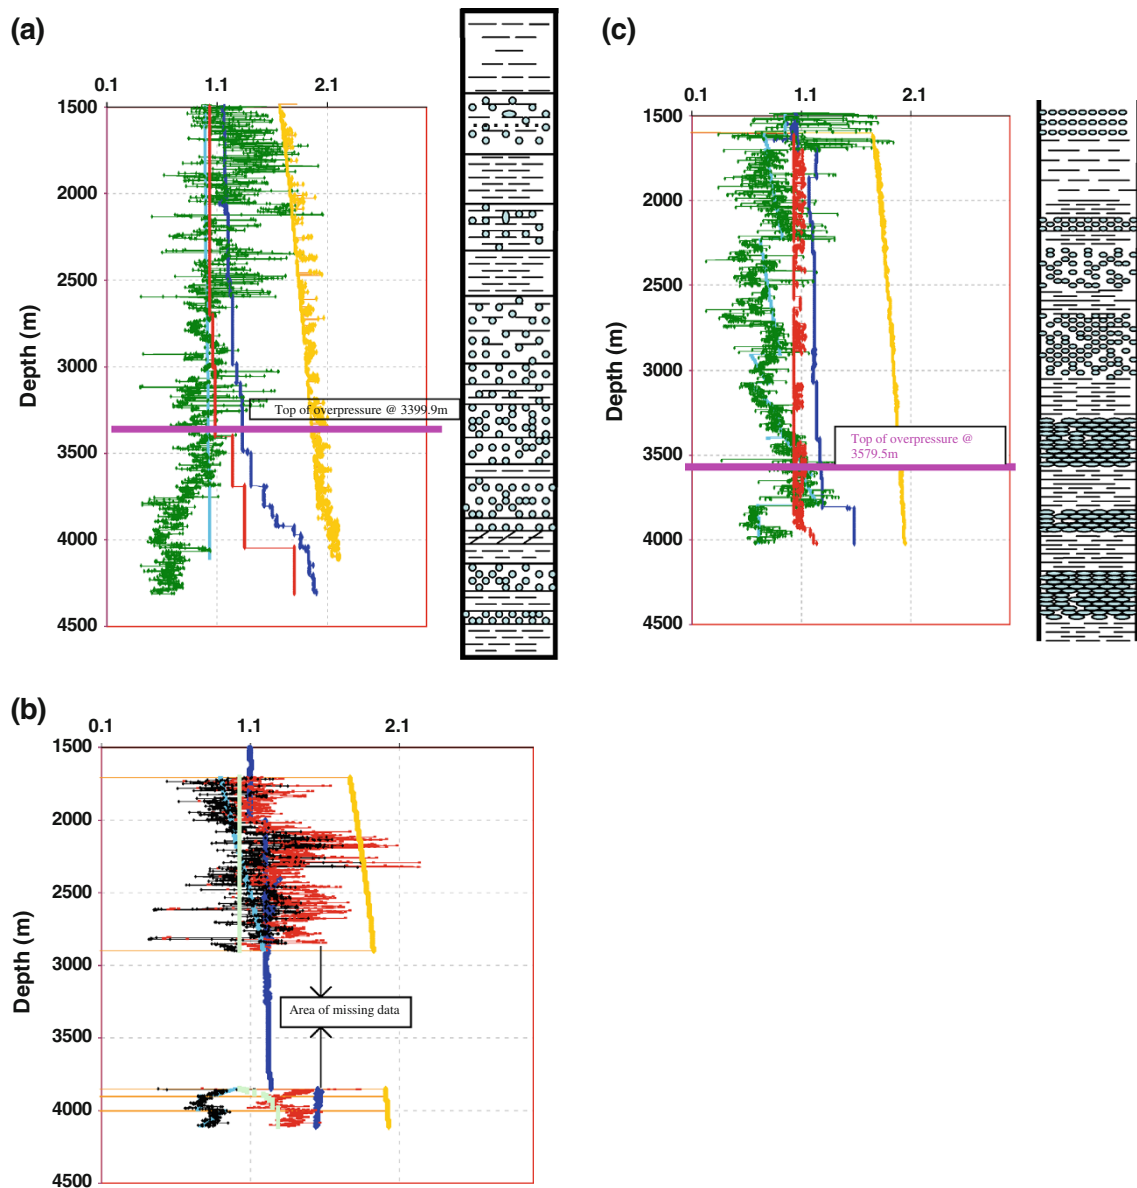 (a)
0.1 1.1 2.1
1500
2000
2500
3000
3500
4000
4500
Depth (m)
Top of overpressure @ 3399.9m
(c)
0.1 1.1 2.1
1500
2000
2500
3000
3500
4000
4500
Depth (m)
Top of overpressure @
3579.5m
(b)
0.1 1.1 2.1
1500
2000
2500
3000
3500
4000
4500
Depth (m)
Area of missing data